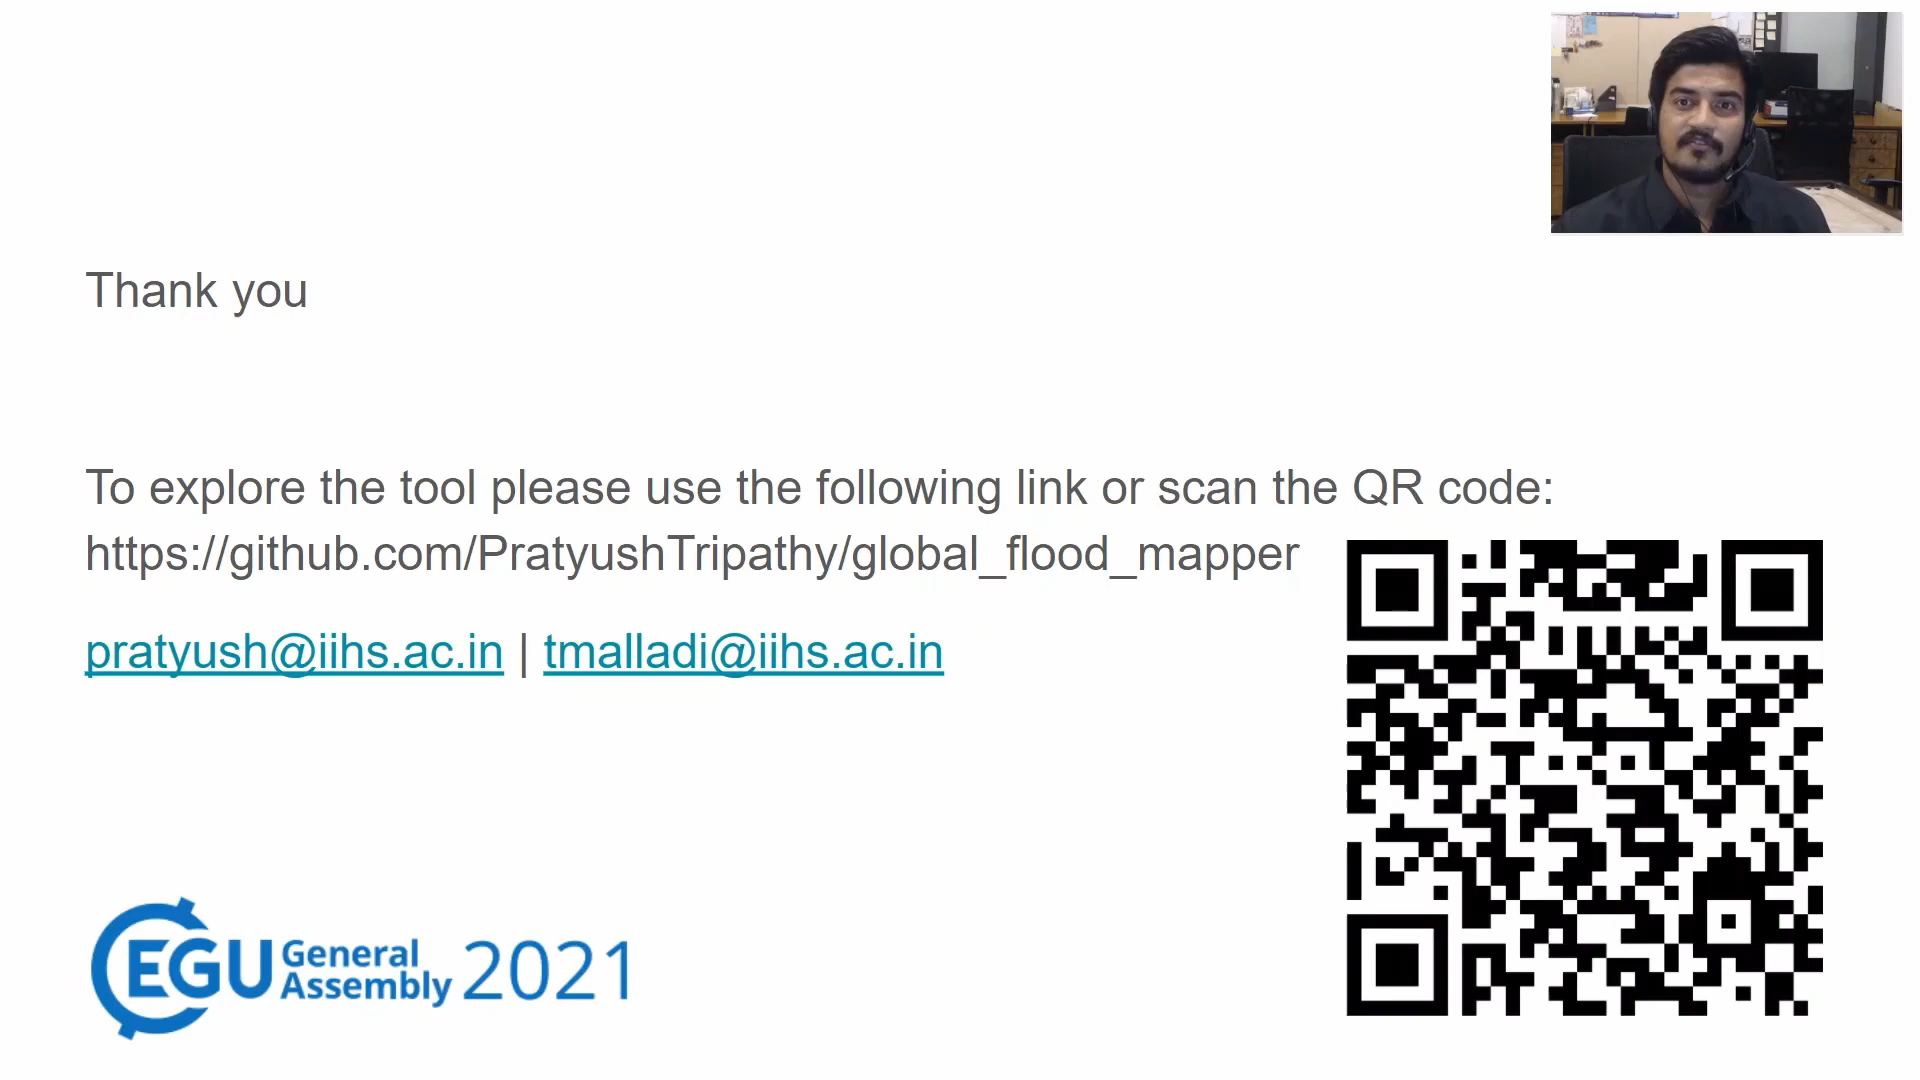 Thank you
To explore the tool please use the following link or scan the QR code:
https://github.com/PratyushTripathy/global_flood_mapper
pratyush@iihs.ac.in | tmalladi@iihs.ac.in
EGU General Assembly 2021